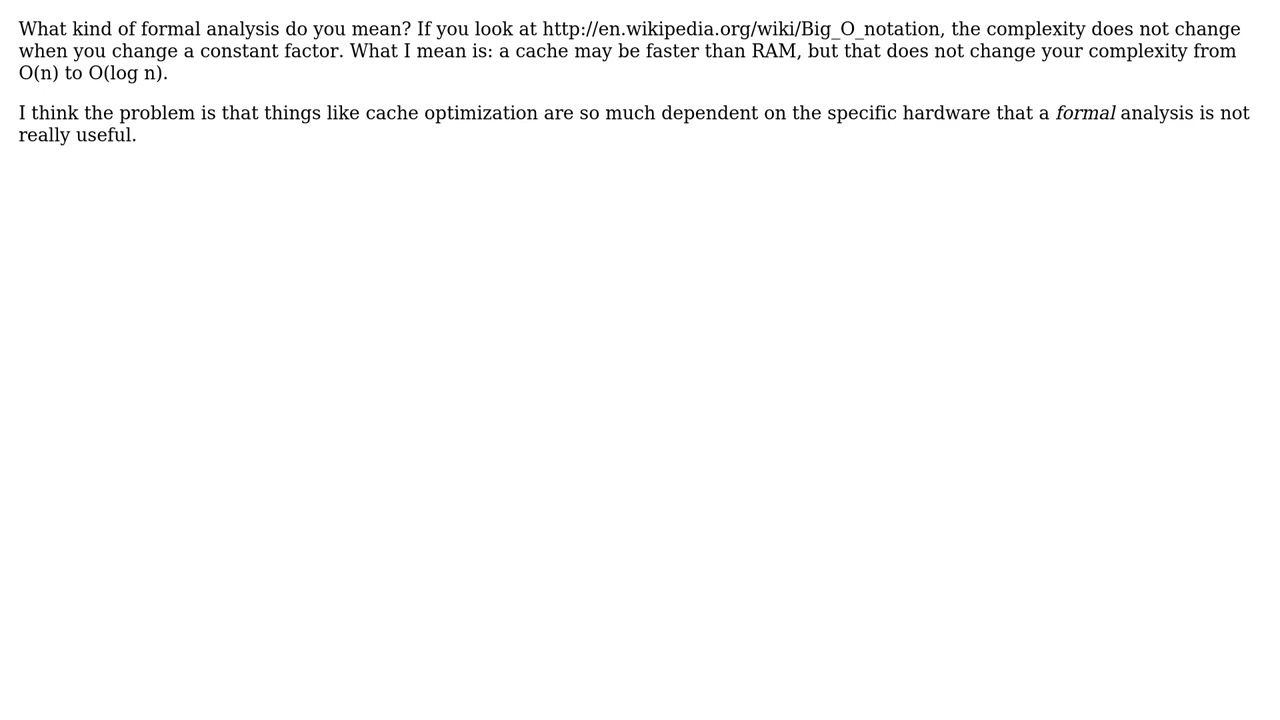 What kind of formal analysis do you mean? If you look at http://en.wikipedia.org/wiki/Big_O_notation, the complexity does not change
when you change a constant factor. What I mean is: a cache may be faster than RAM, but that does not change your complexity from
O(n) to O(log n).
I think the problem is that things like cache optimization are so much dependent on the specific hardware that a formal analysis is not
really useful.